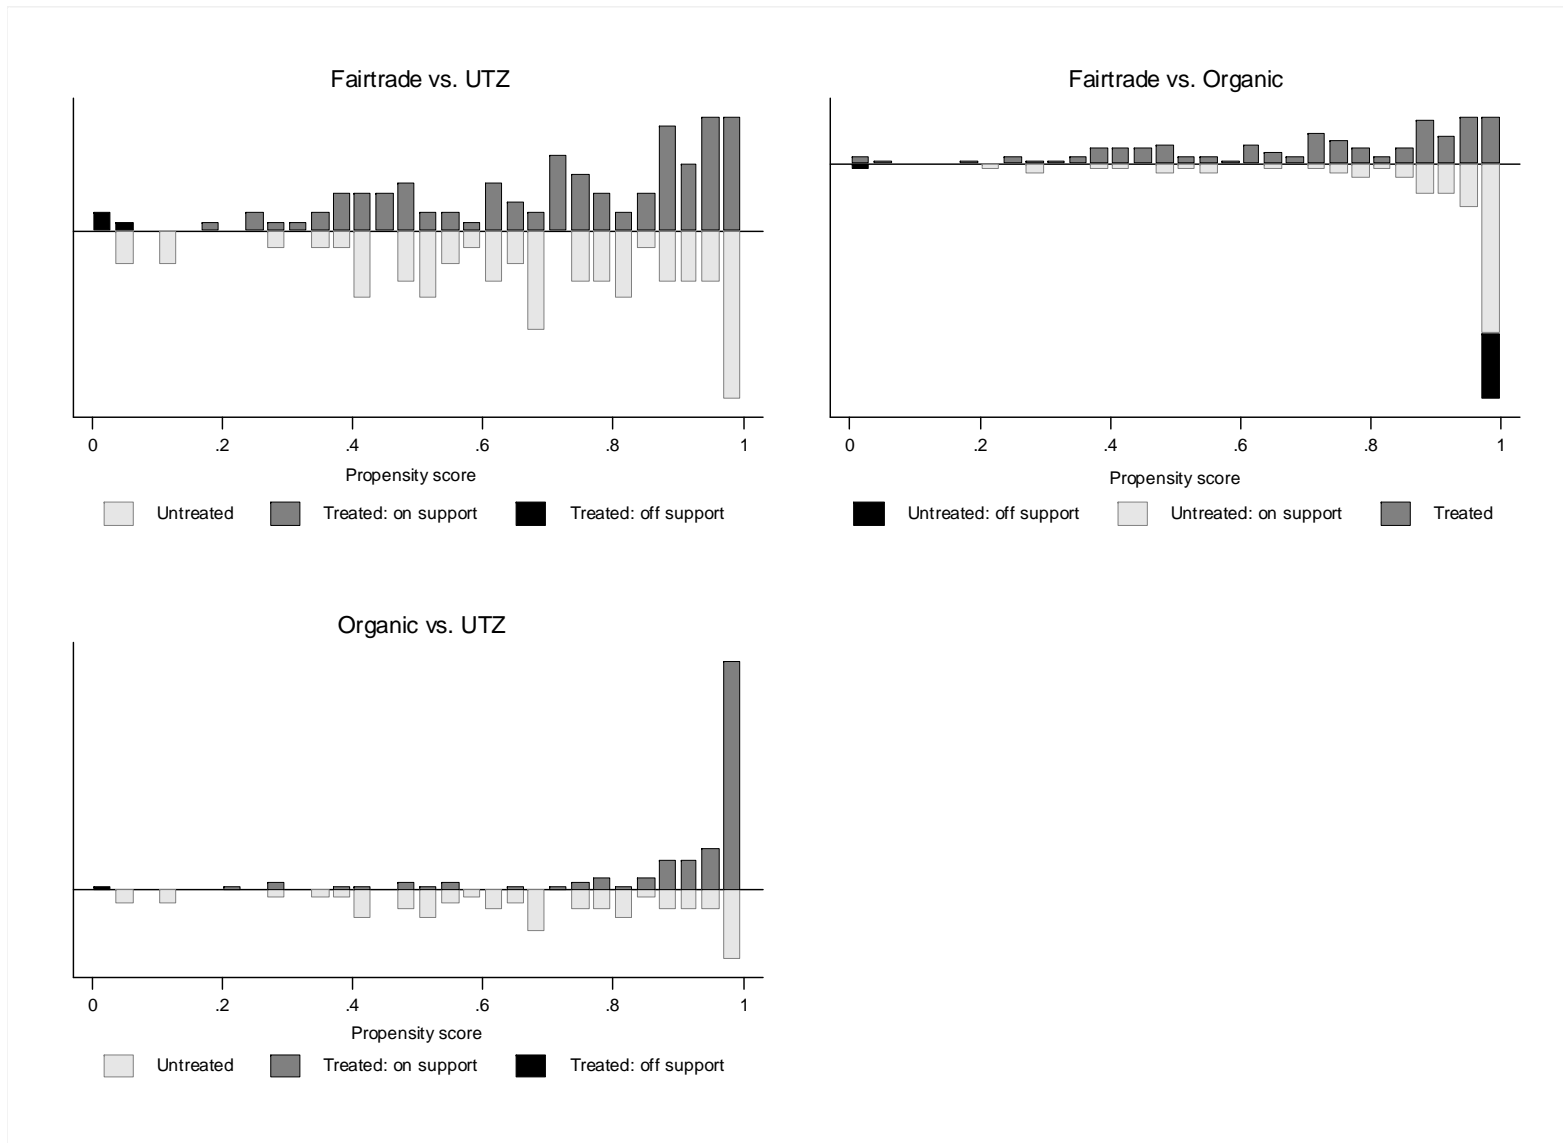 Fairtrade vs. UTZ
0 .2 .4 .6 .8 1
Propensity score
Untreated Treated: on support Treated: off support
Fairtrade vs. Organic
0 .2 .4 .6 .8 1
Propensity score
Untreated: off support Untreated: on support Treated
Organic vs. UTZ
0 .2 .4 .6 .8 1
Propensity score
Untreated Treated: on support Treated: off support